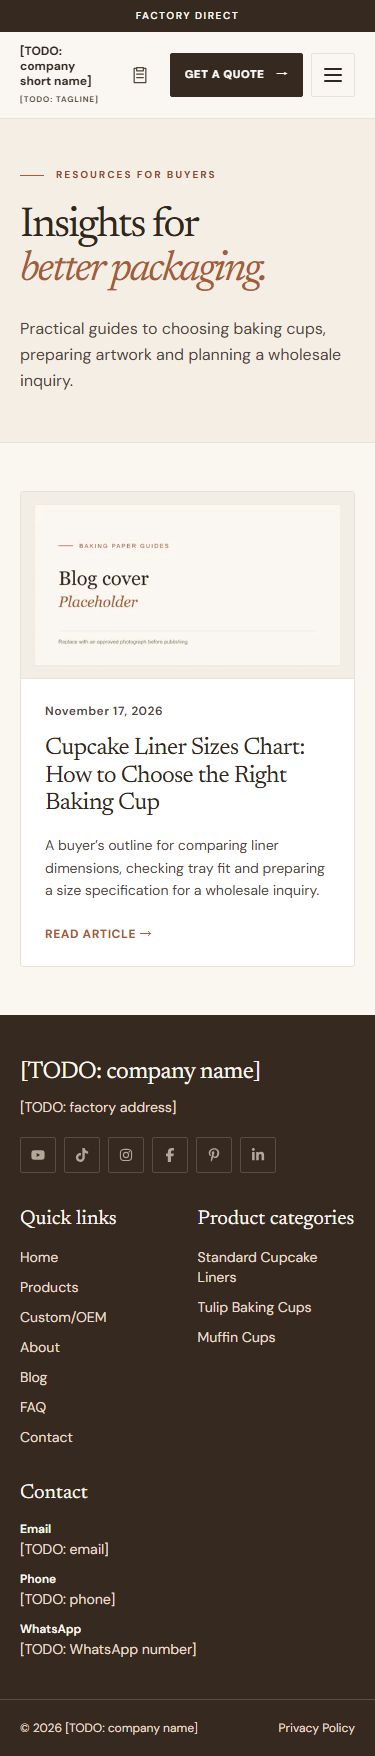 FACTORY DIRECT
[TODO:
company
short name]
[TODO: TAGLINE]
GET A QUOTE →
RESOURCES FOR BUYERS
Insights for
better packaging.
Practical guides to choosing baking cups,
preparing artwork and planning a wholesale
inquiry.
BAKING PAPER GUIDES
Blog cover
Placeholder
Replace with an approved photograph before publishing
November 17, 2026
Cupcake Liner Sizes Chart:
How to Choose the Right
Baking Cup
A buyer’s outline for comparing liner
dimensions, checking tray fit and preparing
a size specification for a wholesale inquiry.
READ ARTICLE →
[TODO: company name]
[TODO: factory address]
Quick links
Home
Products
Custom/OEM
About
Blog
FAQ
Contact
Product categories
Standard Cupcake
Liners
Tulip Baking Cups
Muffin Cups
Contact
Email
[TODO: email]
Phone
[TODO: phone]
WhatsApp
[TODO: WhatsApp number]
© 2026 [TODO: company name]
Privacy Policy